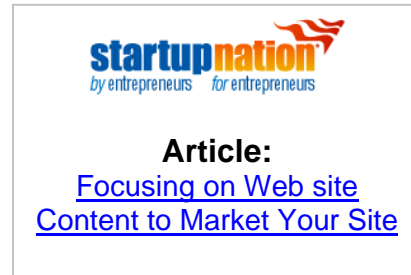 startupnation
by entrepreneurs for entrepreneurs
Article:
Focusing on Web site
Content to Market Your Site